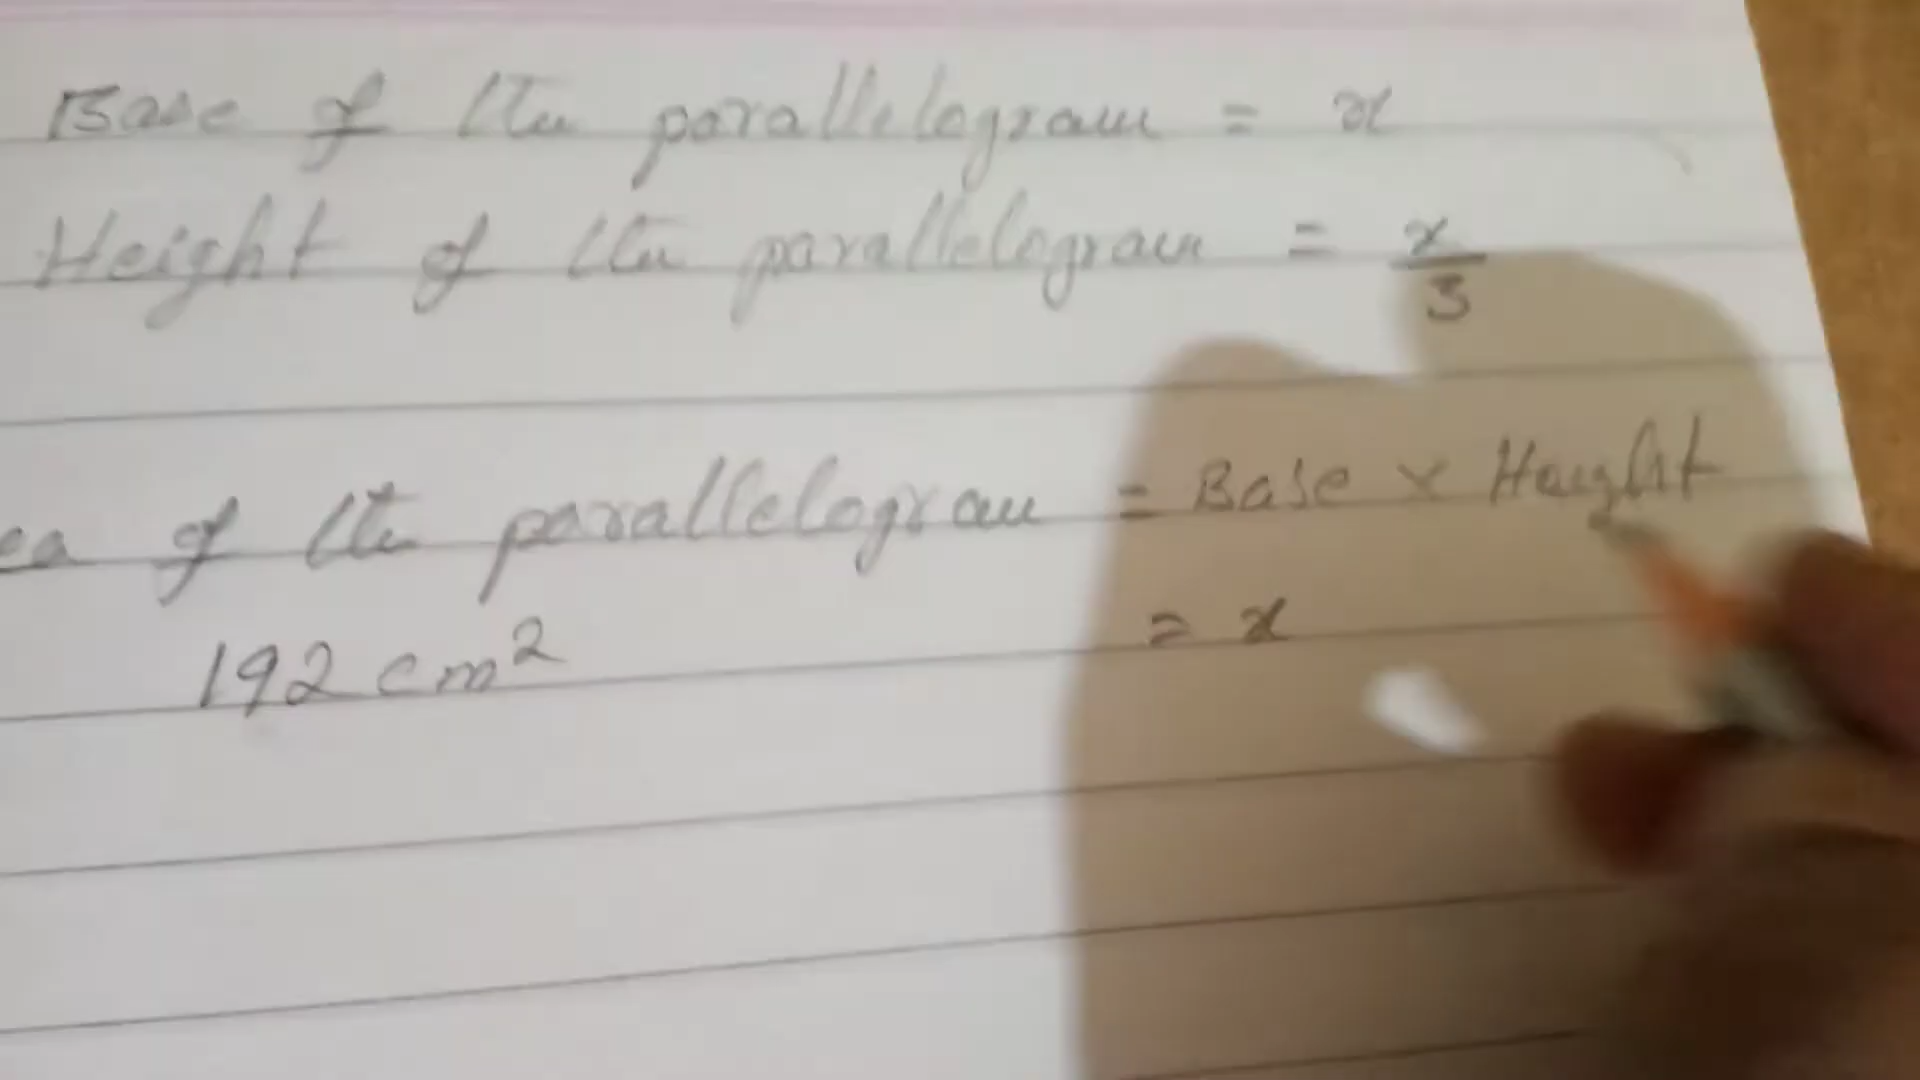 Base of the parallelogram = x
Height of the parallelogram = x/3
ea of the parallelogram = Base × Height
192 cm² = x